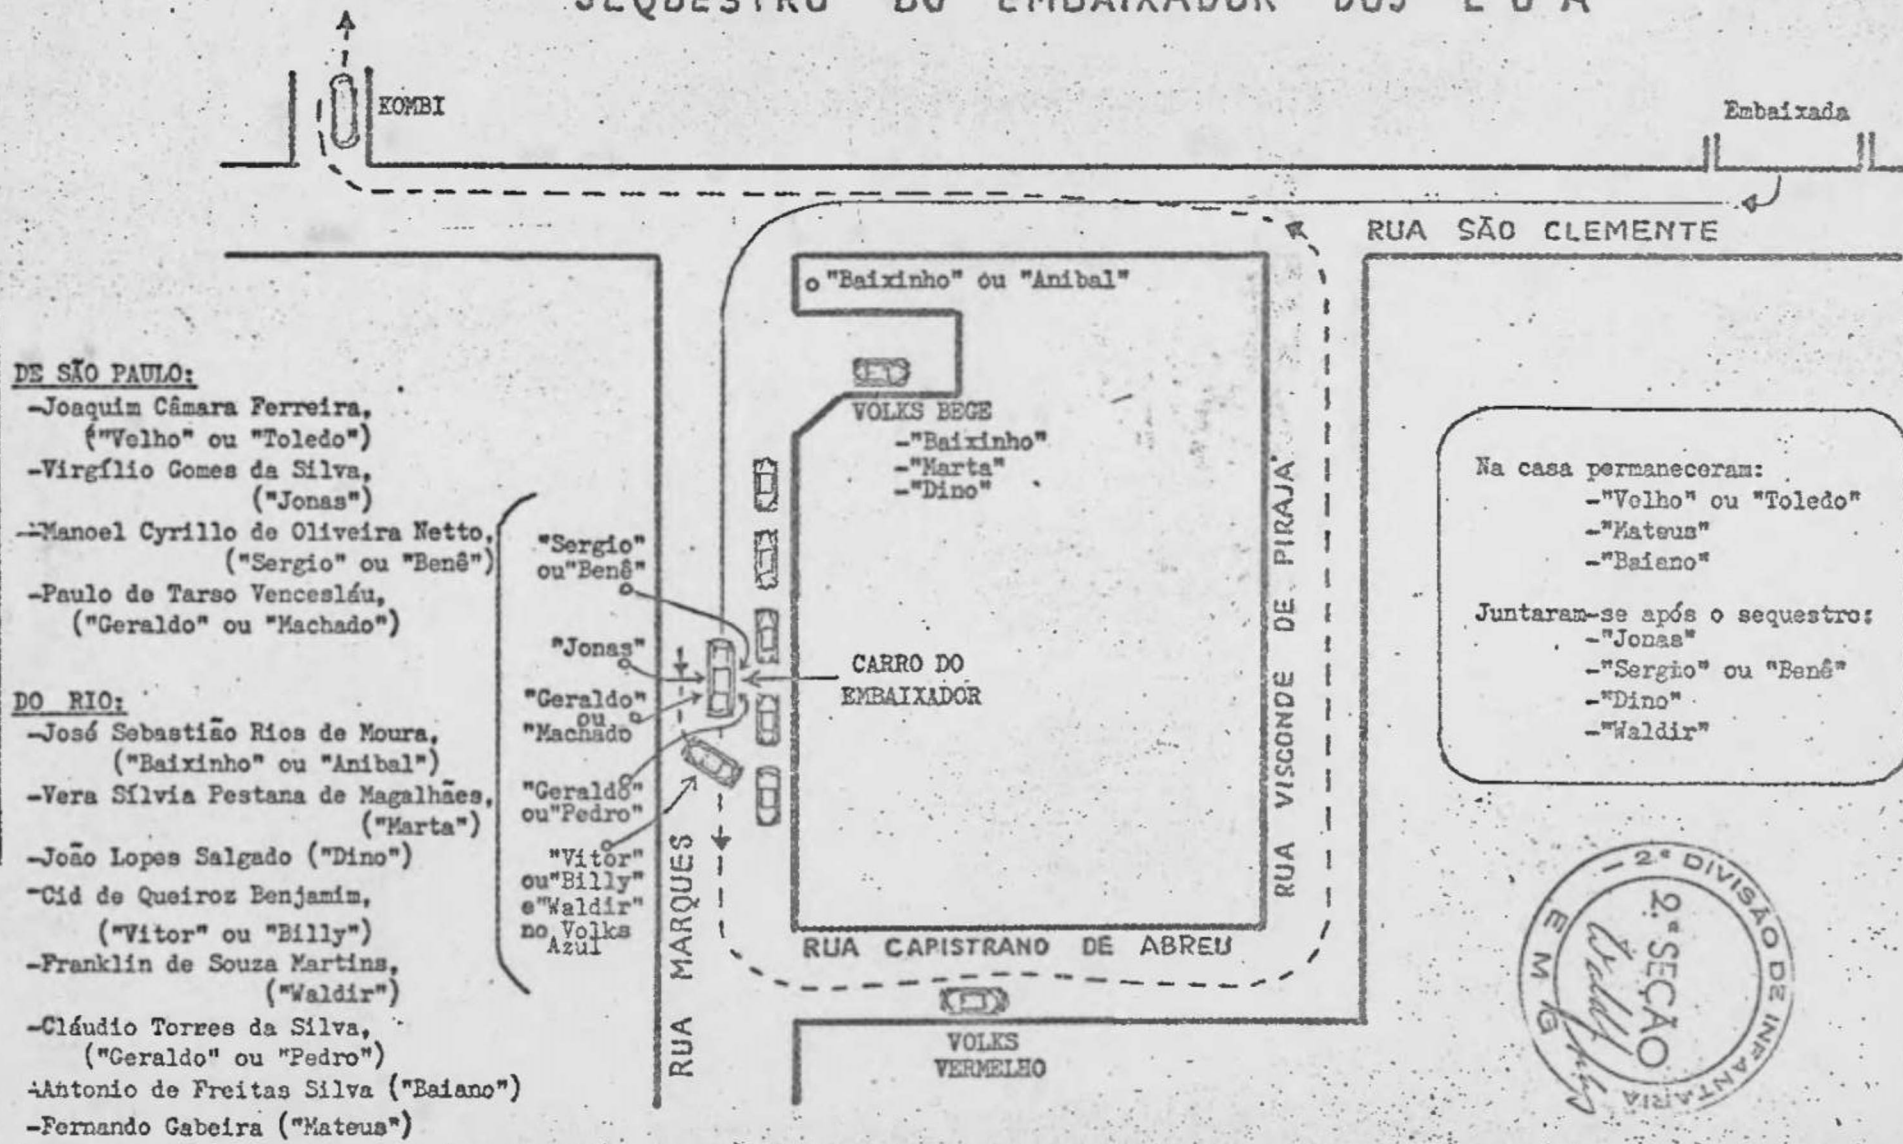 SEQUESTRO DO EMBAIXADOR DOS E U A
KOMBI
Embaixada
RUA SÃO CLEMENTE
"Baixinho" ou "Anibal"
VOLKS BEGE
-"Baixinho"
-"Marta"
-"Dino"
DE SÃO PAULO:
-Joaquim Câmara Ferreira,
("Velho" ou "Toledo")
-Virgílio Gomes da Silva,
("Jonas")
-Manoel Cyrillo de Oliveira Netto,
("Sergio" ou "Benê")
-Paulo de Tarso Vencesláu,
("Geraldo" ou "Machado")
DO RIO:
-José Sebastião Rios de Moura,
("Baixinho" ou "Anibal")
-Vera Sílvia Pestana de Magalhães,
("Marta")
-João Lopes Salgado ("Dino")
-Cid de Queiroz Benjamim,
("Vitor" ou "Billy")
-Franklin de Souza Martins,
("Waldir")
-Cláudio Torres da Silva,
("Geraldo" ou "Pedro")
-Antonio de Freitas Silva ("Baiano")
-Fernando Gabeira ("Mateus")
"Sergio"
ou"Benê"
"Jonas"
"Geraldo"
ou
"Machado
"Geraldo"
ou"Pedro"
"Vitor"
ou"Billy"
e"Waldir"
no Volks
Azul
CARRO DO
EMBAIXADOR
RUA MARQUES
RUA VISCONDE DE PIRAJA'
RUA CAPISTRANO DE ABREU
VOLKS
VERMELHO
Na casa permaneceram:
-"Velho" ou "Toledo"
-"Mateus"
-"Baiano"
Juntaram-se após o sequestro:
-"Jonas"
-"Sergio" ou "Benê"
-"Dino"
-"Waldir"
2ª DIVISÃO DE INFANTARIA
2ª SEÇÃO
E M G